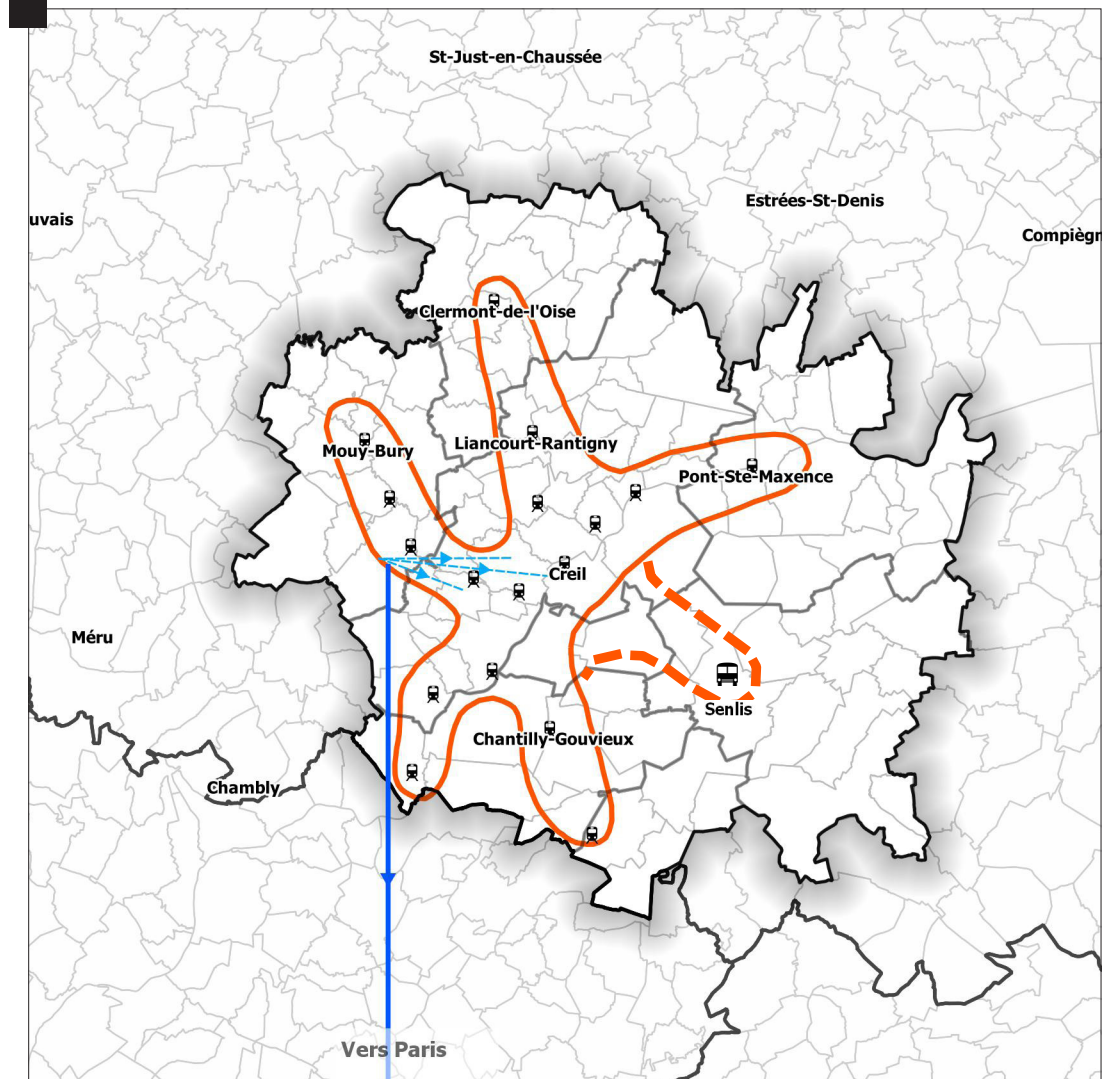 St-Just-en-Chaussée
Estrées-St-Denis
uvais
Compiègn
Clermont-de-l'Oise
Liancourt-Rantigny
Mouy-Bury
Pont-Ste-Maxence
Creil
Méru
Senlis
Chantilly-Gouvieux
Chambly
Vers Paris